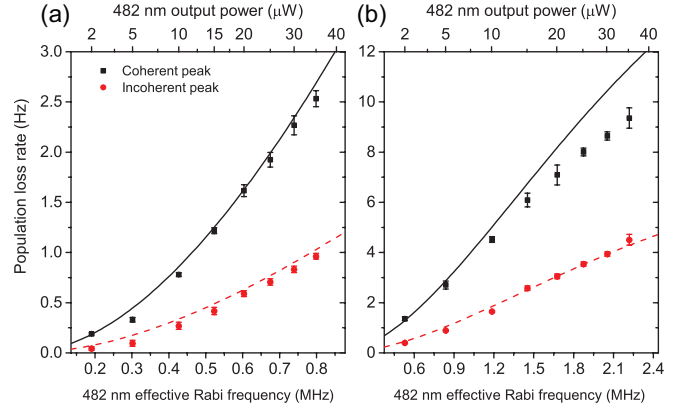 (a)
482 nm output power (μW)
2 5 10 15 20 25 30 40
3.0
2.5
2.0
1.5
1.0
0.5
0.0
Population loss rate (Hz)
Coherent peak
Incoherent peak
0.2 0.3 0.4 0.5 0.6 0.7 0.8
482 nm effective Rabi frequency (MHz)
(b)
482 nm output power (μW)
2 5 10 20 30 40
12
10
8
6
4
2
0
0.6 0.9 1.2 1.5 1.8 2.1 2.4
482 nm effective Rabi frequency (MHz)